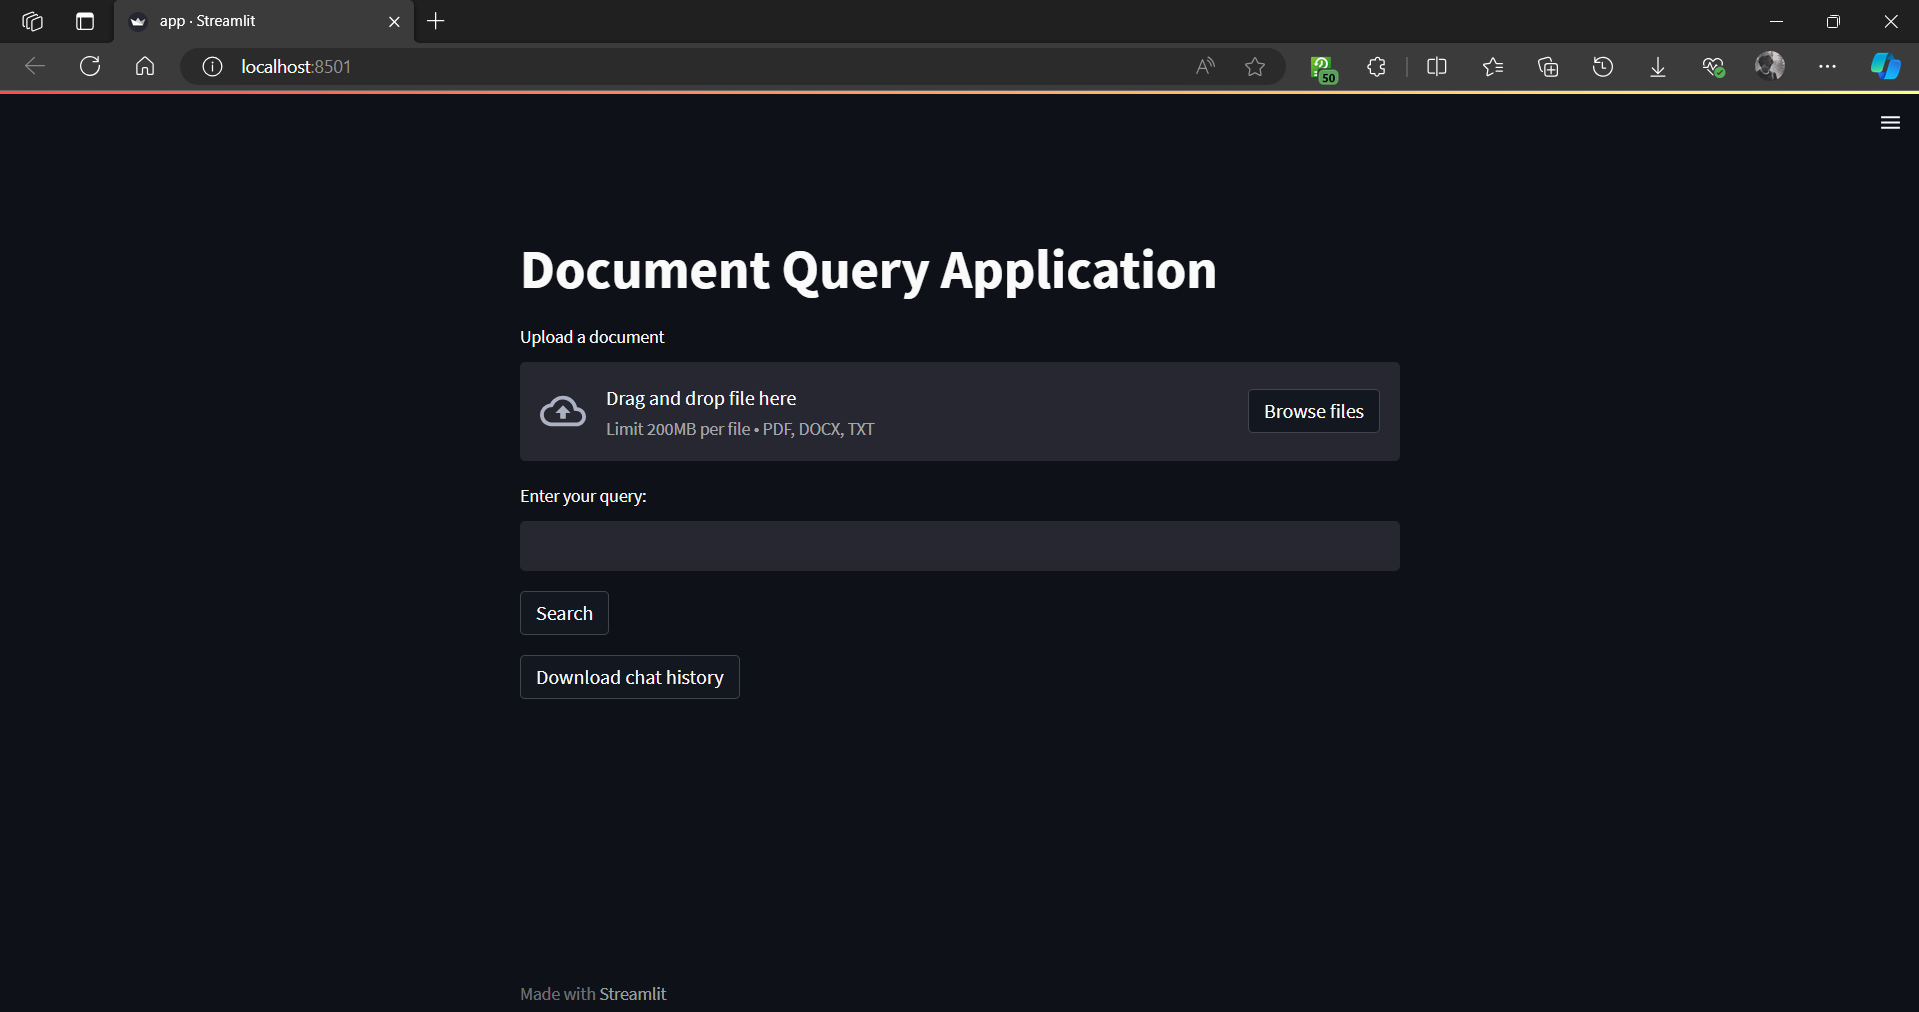 app · Streamlit
localhost:8501
A
50
Document Query Application
Upload a document
Drag and drop file here
Limit 200MB per file • PDF, DOCX, TXT
Browse files
Enter your query:
Search
Download chat history
Made with Streamlit